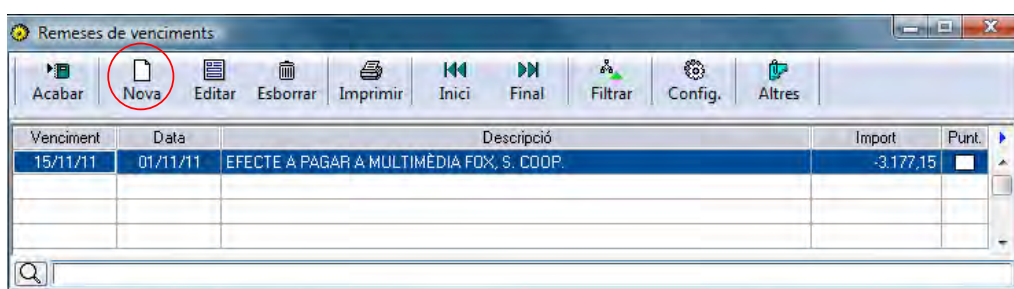 Remeses de venciments
Acabar Nova Editar Esborrar Imprimir Inici Final Filtrar Config. Altres
Venciment Data Descripció Import Punt.
15/11/11 01/11/11 EFECTE A PAGAR A MULTIMÈDIA FOX, S. COOP. -3.177,15